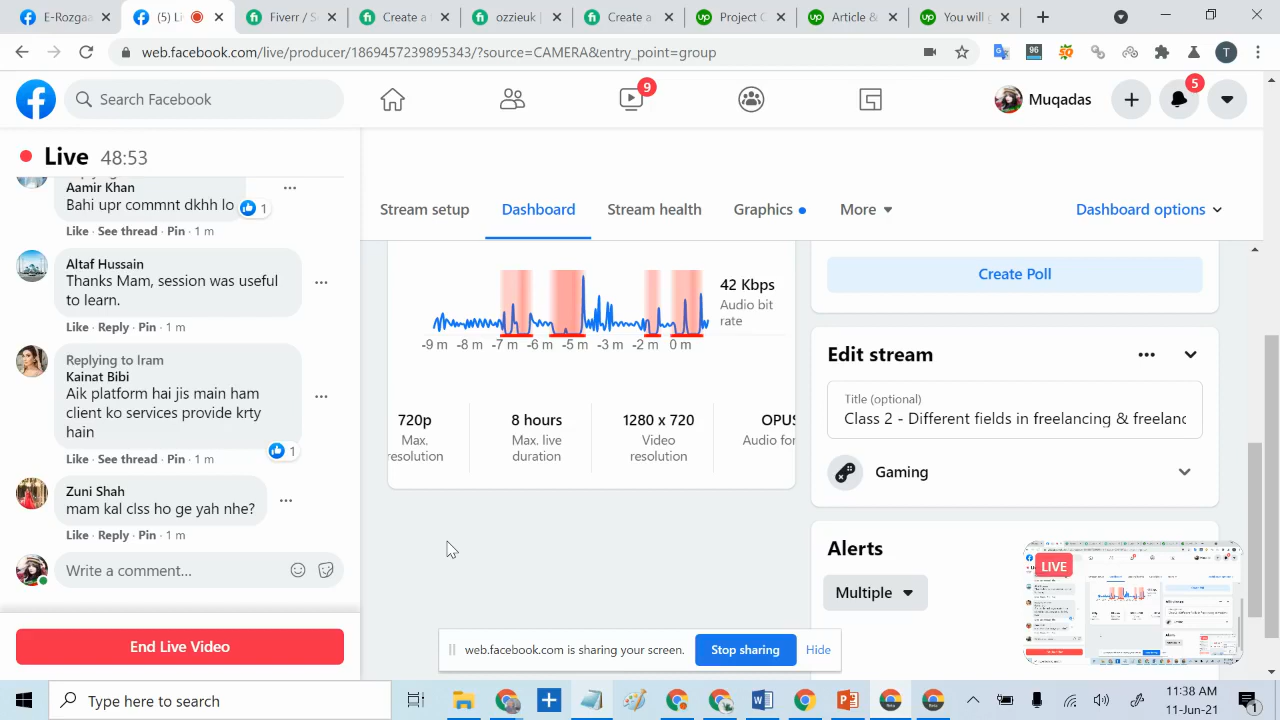 E-Rozgaa
(5) Li
Fiverr / S
Create a
ozzieuk
Create a
Project C
Article &
You will g
web.facebook.com/live/producer/1869457239895343/?source=CAMERA&entry_point=group
96
T
Search Facebook
9
Muqadas
5
Live 48:53
Aamir Khan
Bahi upr commnt dkhh lo
1
Like · See thread · Pin · 1 m
Altaf Hussain
Thanks Mam, session was useful
to learn.
Like · Reply · Pin · 1 m
Replying to Iram
Kainat Bibi
Aik platform hai jis main ham
client ko services provide krty
hain
1
Like · See thread · Pin · 1 m
Zuni Shah
mam kal clss ho ge yah nhe?
Like · Reply · Pin · 1 m
Write a comment...
End Live Video
Stream setup
Dashboard
Stream health
Graphics
More
Dashboard options
42 Kbps
Audio bit
rate
-9 m -8 m -7 m -6 m -5 m -3 m -2 m 0 m
720p
Max.
resolution
8 hours
Max. live
duration
1280 x 720
Video
resolution
OPUS
Audio for
Create Poll
Edit stream
Title (optional)
Class 2 - Different fields in freelancing & freelanc
Gaming
Alerts
Multiple
LIVE
web.facebook.com is sharing your screen.
Stop sharing
Hide
Type here to search
11:38 AM
11-Jun-21
1